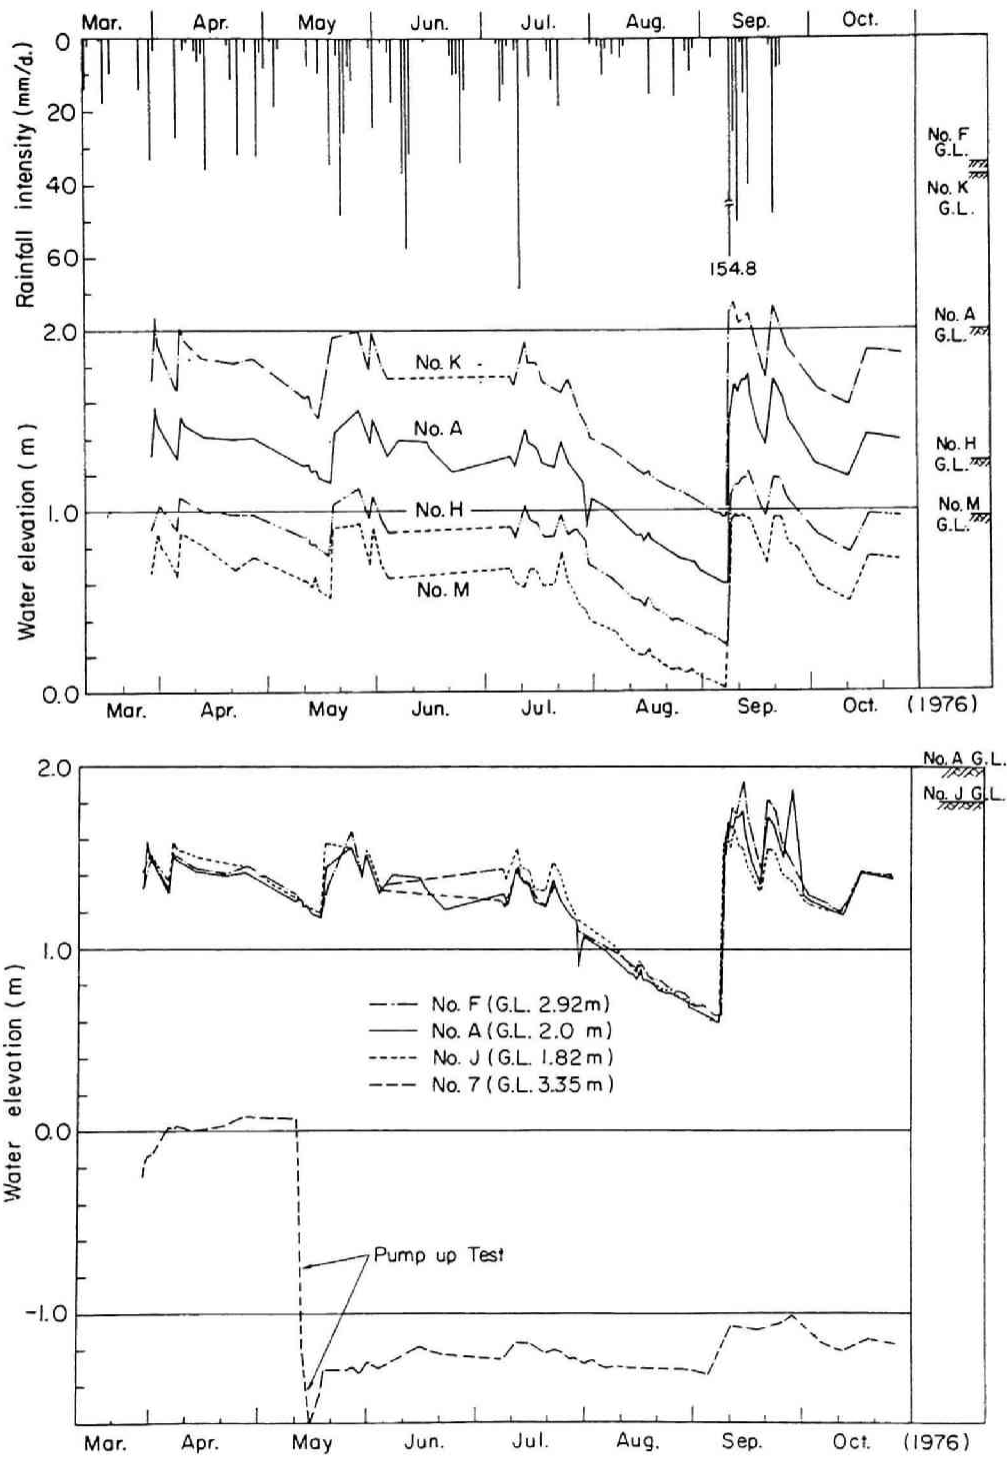 Mar. Apr. May Jun. Jul. Aug. Sep. Oct.
Rainfall intensity (mm/d.)
0
20
40
60
154.8
No. F
G.L.
No. K
G.L.
No. A
G.L.
No. H
G.L.
No. M
G.L.
Water elevation (m)
2.0
1.0
0.0
No. K
No. A
No. H
No. M
Mar. Apr. May Jun. Jul. Aug. Sep. Oct. (1976)
No. A G.L.
No. J G.L.
Water elevation (m)
2.0
1.0
0.0
-1.0
No. F (G.L. 2.92m)
No. A (G.L. 2.0 m)
No. J (G.L. 1.82m)
No. 7 (G.L. 3.35m)
Pump up Test
Mar. Apr. May Jun. Jul. Aug. Sep. Oct. (1976)